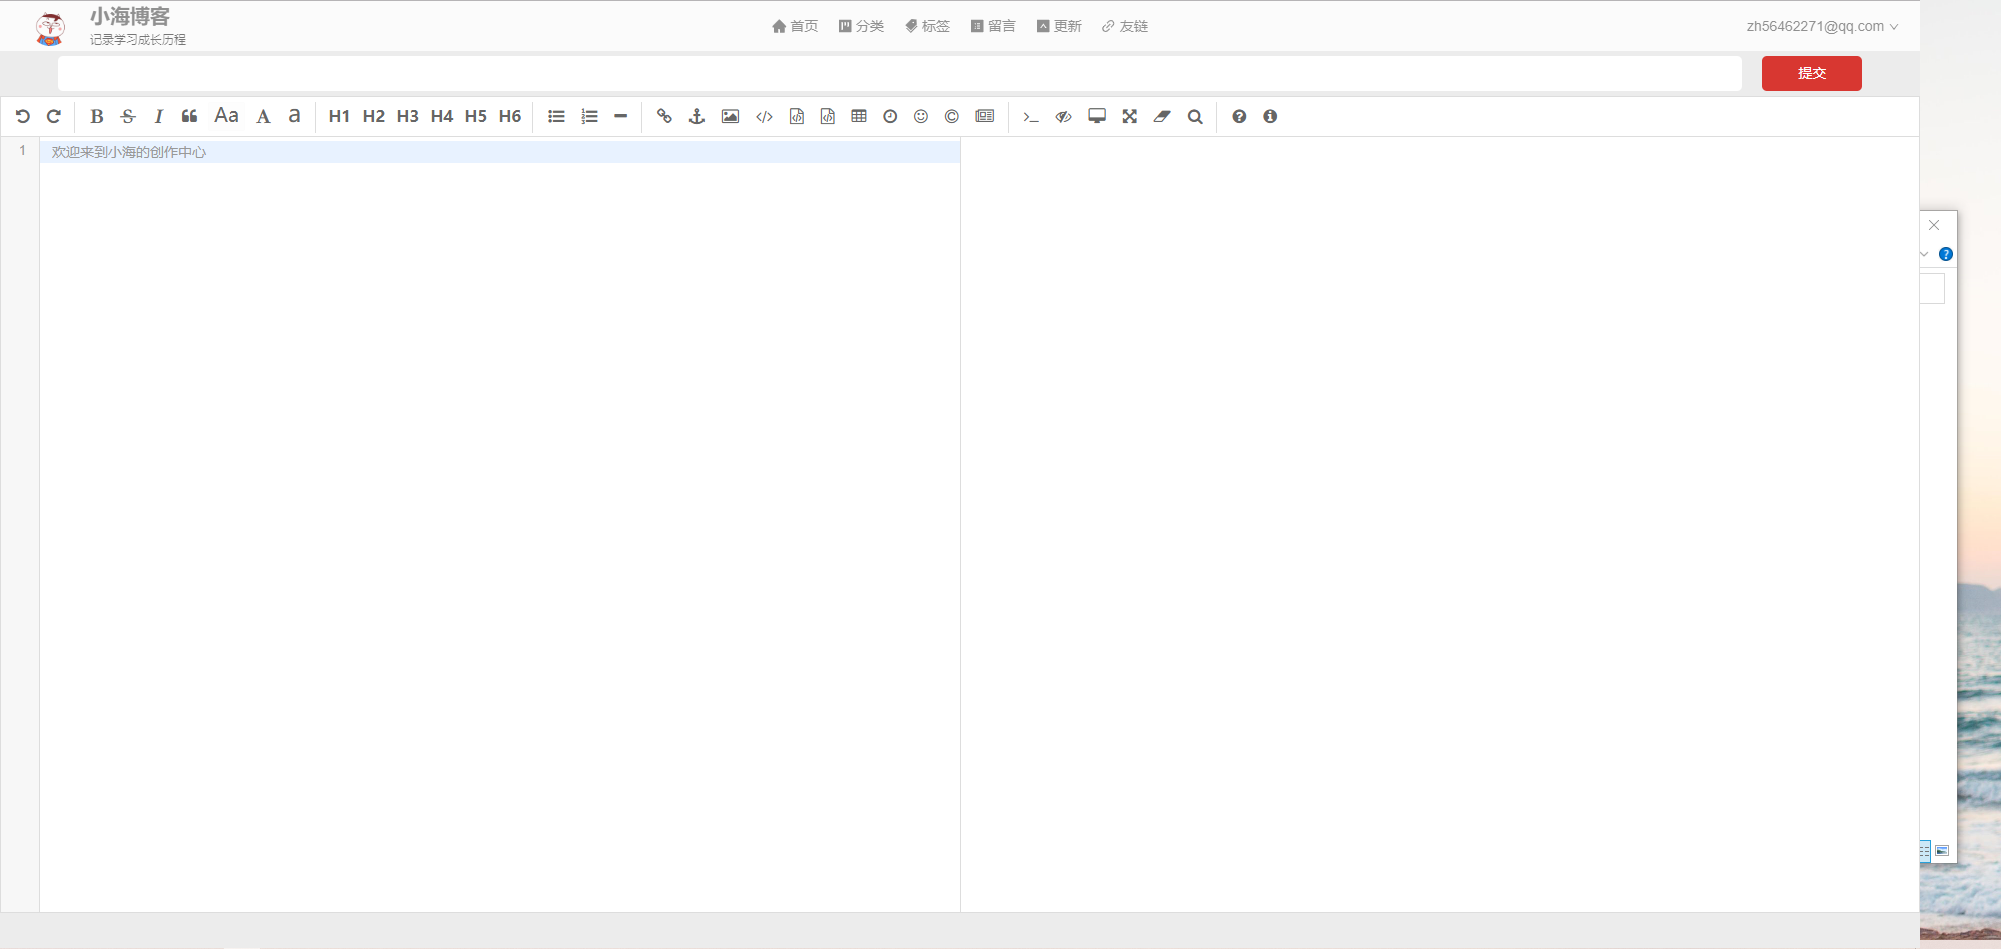 小海博客
记录学习成长历程
首页 分类 标签 留言 更新 友链
zh56462271@qq.com
提交
B S I Aa A a H1 H2 H3 H4 H5 H6
1 欢迎来到小海的创作中心